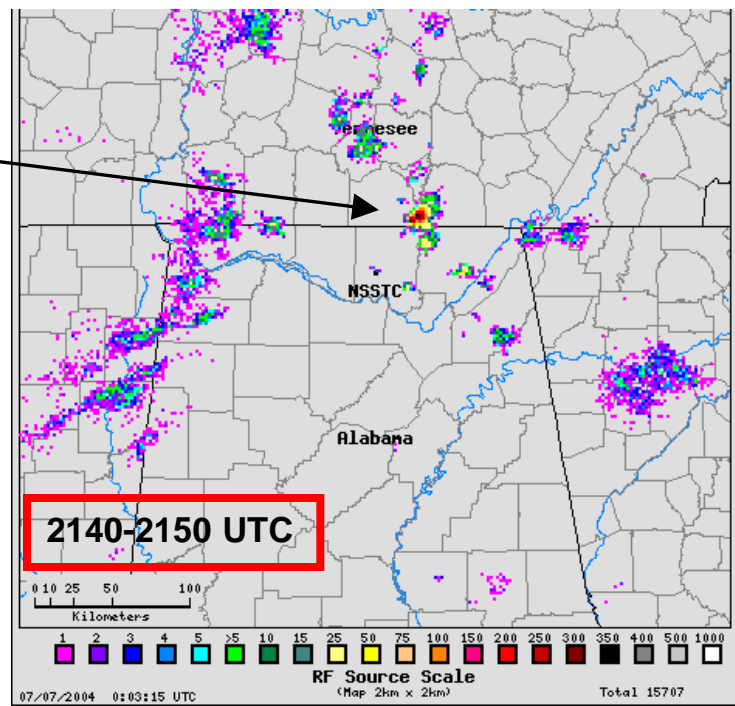 ennesee
NSSTC
Alabama
2140-2150 UTC
0 10 25 50 100
Kilometers
1 2 3 4 5 >5 10 15 25 50 75 100 150 200 250 300 350 400 500 1000
RF Source Scale
(Map 2km x 2km)
07/07/2004 0:03:15 UTC
Total 15707